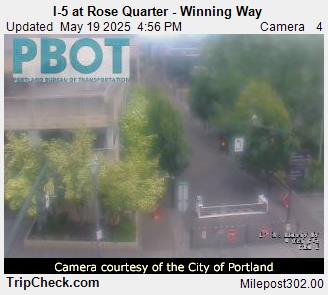 I-5 at Rose Quarter - Winning Way
Updated May 19 2025 4:56 PM Camera 4
PBOT
PORTLAND BUREAU OF TRANSPORTATION
Camera courtesy of the City of Portland
TripCheck.com Milepost302.00